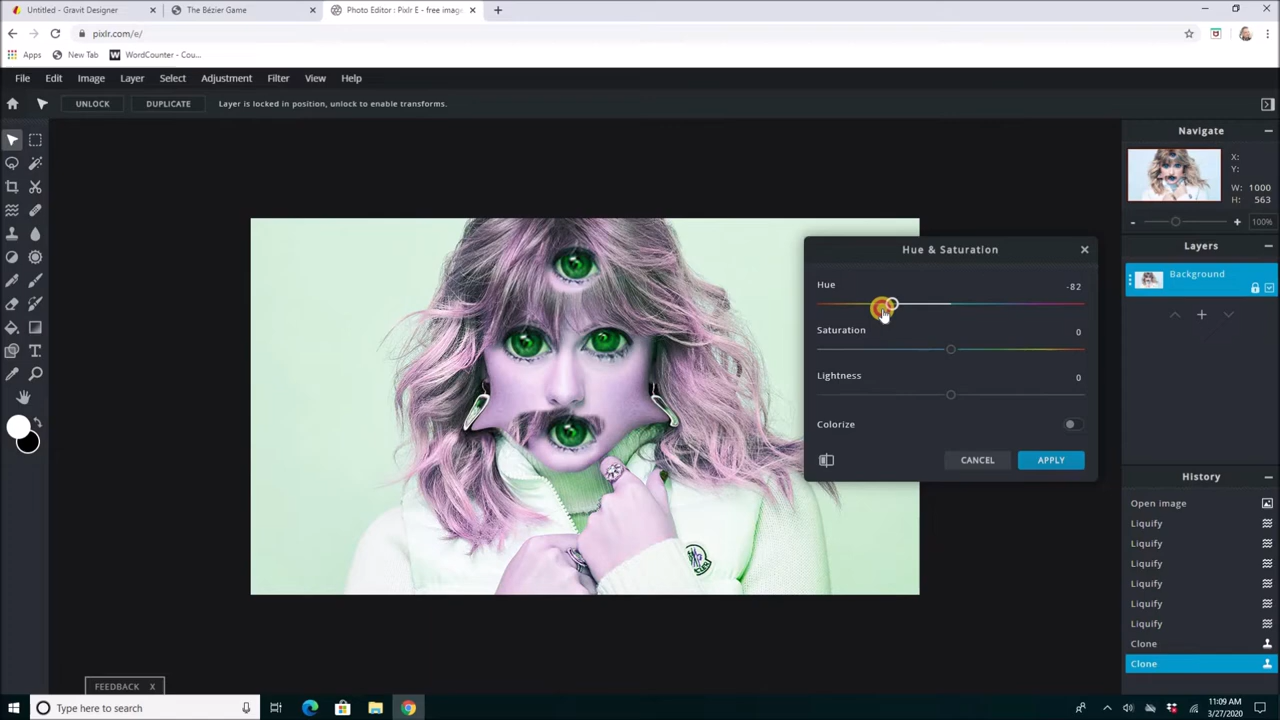 Untitled - Gravit Designer
The Bézier Game
Photo Editor : Pixlr E - free imag
pixlr.com/e/
Apps
New Tab
WordCounter - Cou...
File Edit Image Layer Select Adjustment Filter View Help
UNLOCK
DUPLICATE
Layer is locked in position, unlock to enable transforms.
Navigate
X:
Y:
W: 1000
H: 563
100%
Layers
Background
Hue & Saturation
Hue
-82
Saturation
0
Lightness
0
Colorize
CANCEL
APPLY
History
Open image
Liquify
Liquify
Liquify
Liquify
Liquify
Liquify
Clone
Clone
FEEDBACK X
Type here to search
11:09 AM
3/27/2020